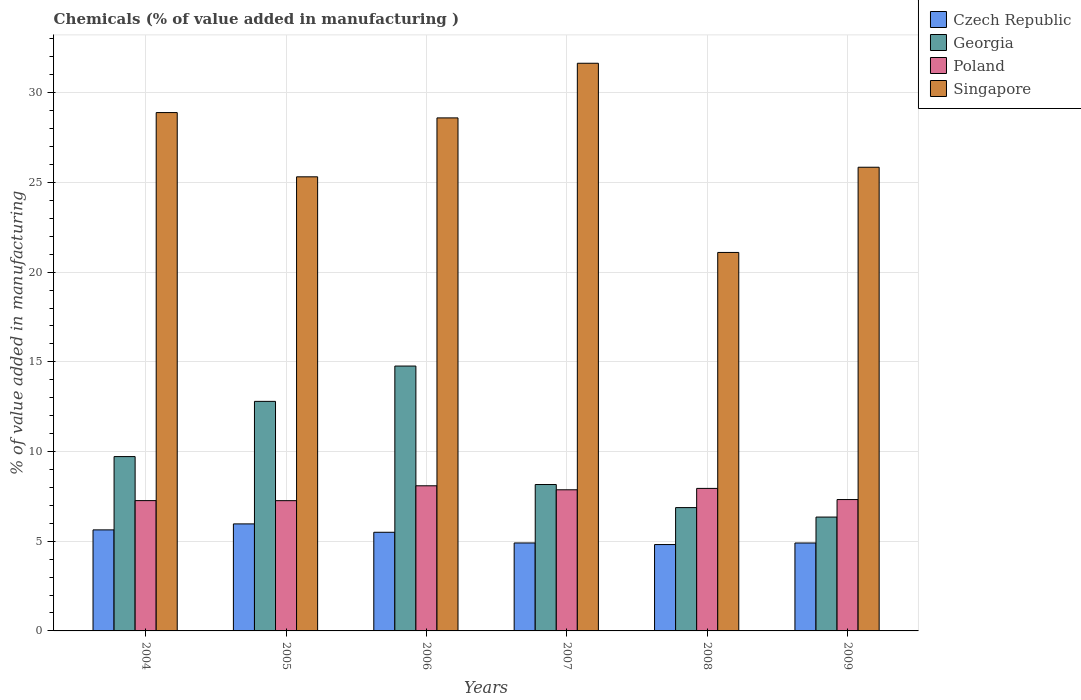 Chemicals (% of value added in manufacturing )
Czech Republic
Georgia
Poland
Singapore
% of value added in manufacturing
30
25
20
15
10
5
0
2004
2005
2006
2007
2008
2009
Years